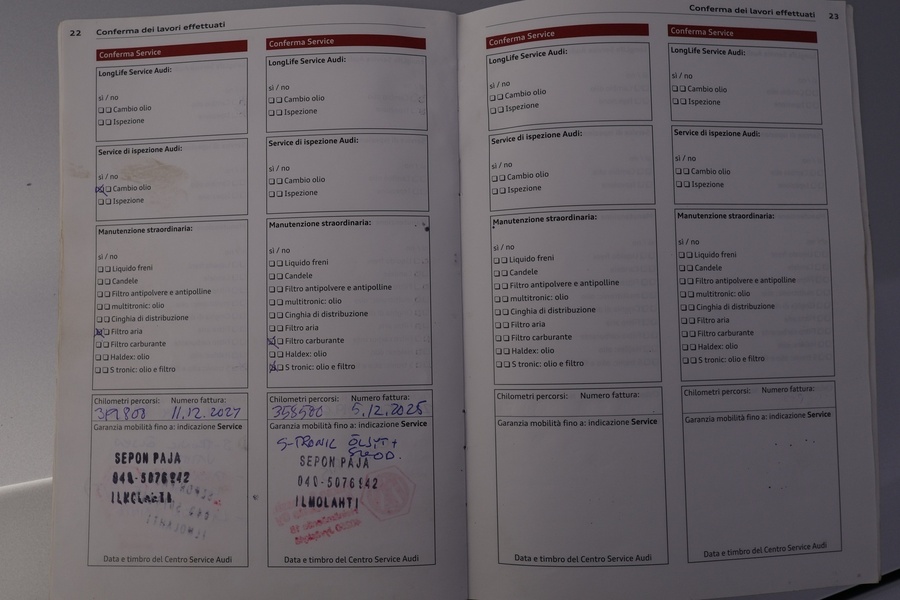 22 Conferma dei lavori effettuati
Conferma Service
LongLife Service Audi:
sì / no
Cambio olio
Ispezione
Service di ispezione Audi:
sì / no
Cambio olio
Ispezione
Manutenzione straordinaria:
sì / no
Liquido freni
Candele
Filtro antipolvere e antipolline
multitronic: olio
Cinghia di distribuzione
Filtro aria
Filtro carburante
Haldex: olio
S tronic: olio e filtro
Chilometri percorsi: Numero fattura:
Garanzia mobilità fino a: indicazione Service
SEPON PAJA
040-5076942
Data e timbro del Centro Service Audi
Conferma Service
LongLife Service Audi:
sì / no
Cambio olio
Ispezione
Service di ispezione Audi:
sì / no
Cambio olio
Ispezione
Manutenzione straordinaria:
sì / no
Liquido freni
Candele
Filtro antipolvere e antipolline
multitronic: olio
Cinghia di distribuzione
Filtro aria
Filtro carburante
Haldex: olio
S tronic: olio e filtro
Chilometri percorsi: Numero fattura:
5.12.2025
Garanzia mobilità fino a: indicazione Service
S-TRONIC ÖLJYT +
SUOD.
SEPON PAJA
040-5076942
ILMOLAHTI
Data e timbro del Centro Service Audi
Conferma dei lavori effettuati 23
Conferma Service
LongLife Service Audi:
sì / no
Cambio olio
Ispezione
Service di ispezione Audi:
sì / no
Cambio olio
Ispezione
Manutenzione straordinaria:
sì / no
Liquido freni
Candele
Filtro antipolvere e antipolline
multitronic: olio
Cinghia di distribuzione
Filtro aria
Filtro carburante
Haldex: olio
S tronic: olio e filtro
Chilometri percorsi: Numero fattura:
Garanzia mobilità fino a: indicazione Service
Data e timbro del Centro Service Audi
Conferma Service
LongLife Service Audi:
sì / no
Cambio olio
Ispezione
Service di ispezione Audi:
sì / no
Cambio olio
Ispezione
Manutenzione straordinaria:
sì / no
Liquido freni
Candele
Filtro antipolvere e antipolline
multitronic: olio
Cinghia di distribuzione
Filtro aria
Filtro carburante
Haldex: olio
S tronic: olio e filtro
Chilometri percorsi: Numero fattura:
Garanzia mobilità fino a: indicazione Service
Data e timbro del Centro Service Audi